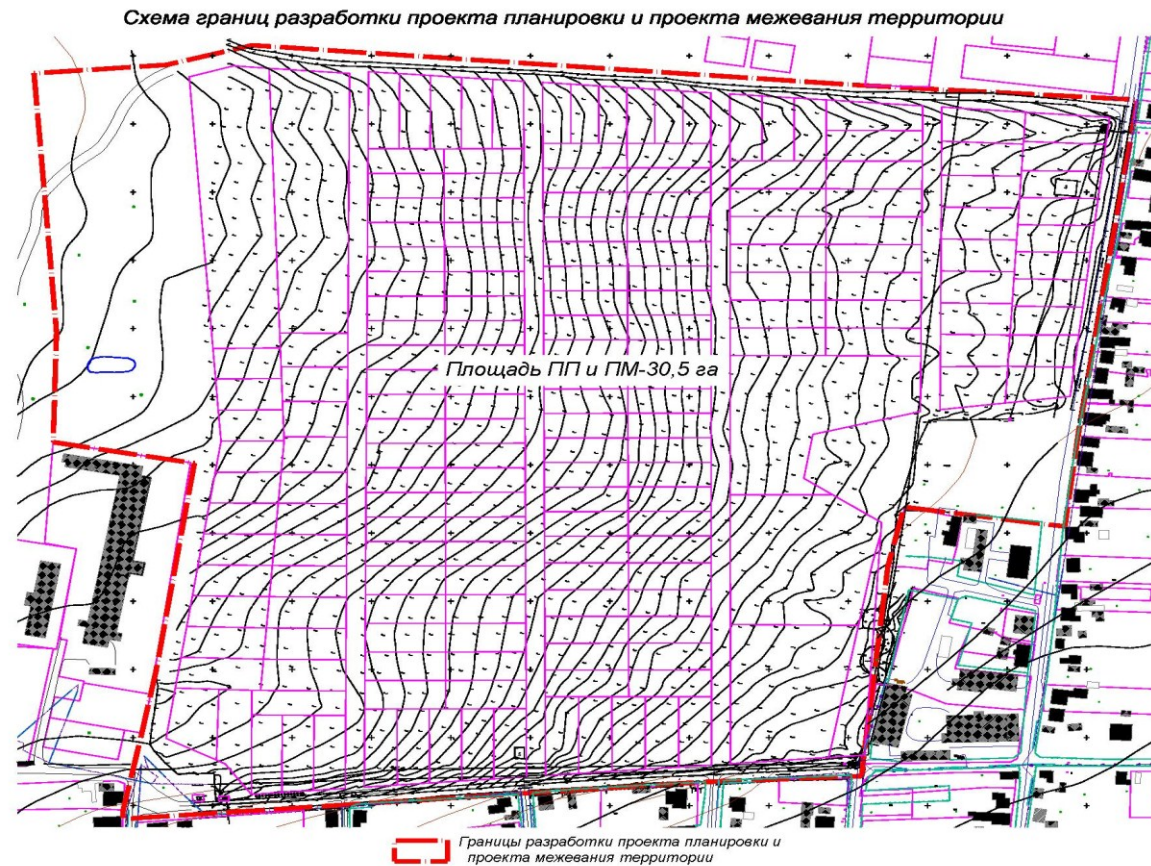 Схема границ разработки проекта планировки и проекта межевания территории
Площадь ПП и ПМ-30,5 га
Границы разработки проекта планировки и
проекта межевания территории